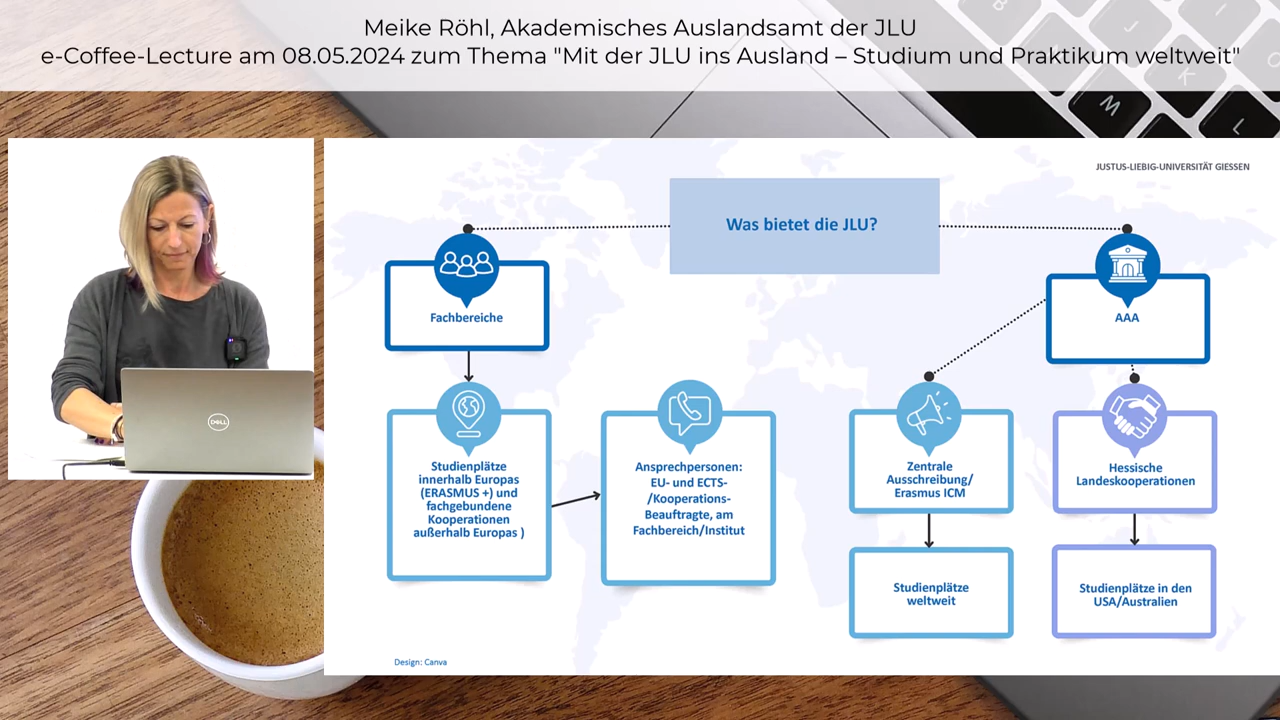 Meike Röhl, Akademisches Auslandsamt der JLU
e-Coffee-Lecture am 08.05.2024 zum Thema "Mit der JLU ins Ausland – Studium und Praktikum weltweit"
JUSTUS-LIEBIG-UNIVERSITÄT GIESSEN
Was bietet die JLU?
Fachbereiche
AAA
Studienplätze
innerhalb Europas
(ERASMUS +) und
fachgebundene
Kooperationen
außerhalb Europas )
Ansprechpersonen:
EU- und ECTS-
/Kooperations-
Beauftragte, am
Fachbereich/Institut
Zentrale
Ausschreibung/
Erasmus ICM
Hessische
Landeskooperationen
Studienplätze
weltweit
Studienplätze in den
USA/Australien
Design: Canva
DELL
B
N
J
I
M
K
O
L